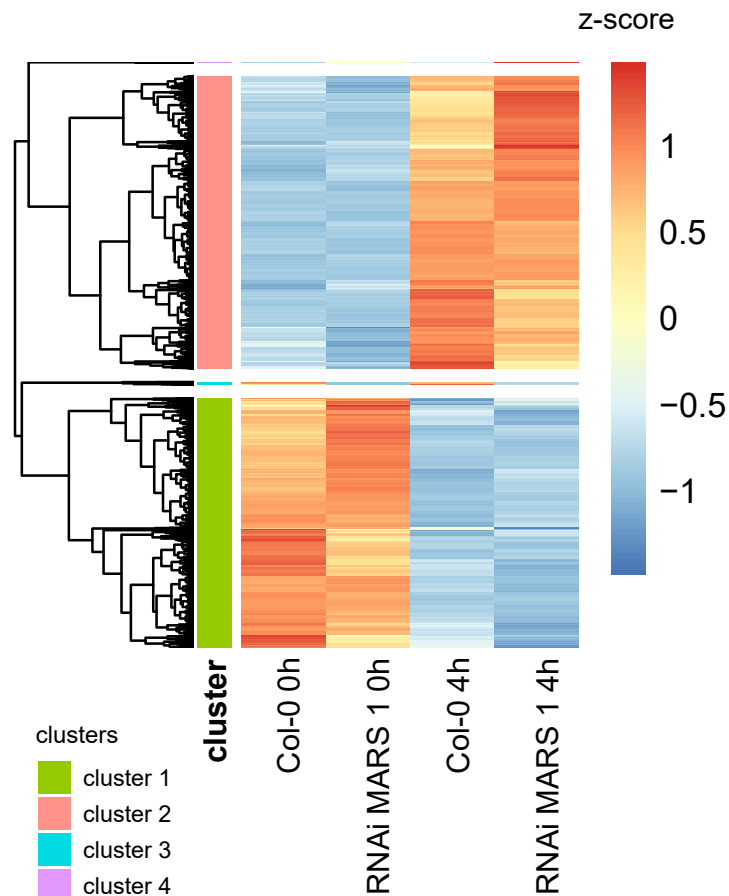 z-score
1
0.5
0
−0.5
−1
cluster
Col-0 0h
RNAi MARS 1 0h
Col-0 4h
RNAi MARS 1 4h
clusters
cluster 1
cluster 2
cluster 3
cluster 4